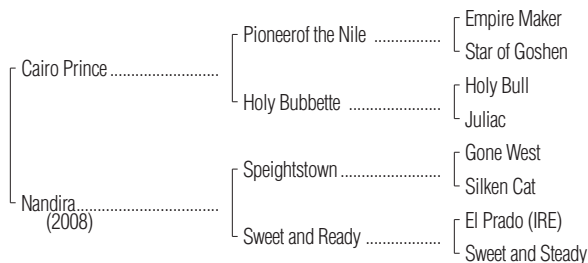 Empire Maker
Pioneerof the Nile ...................
Star of Goshen
Cairo Prince ..........................
Holy Bull
Holy Bubbette ......................
Juliac
Gone West
Speightstown ........................
Silken Cat
Nandira..................................
(2008)
El Prado (IRE)
Sweet and Ready ..................
Sweet and Steady